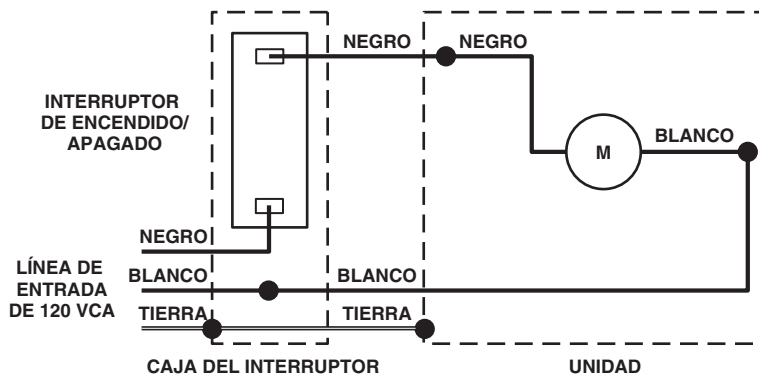 NEGRO
NEGRO
INTERRUPTOR
DE ENCENDIDO/
APAGADO
M
BLANCO
NEGRO
LÍNEA DE
ENTRADA
DE 120 VCA
BLANCO
BLANCO
TIERRA
TIERRA
CAJA DEL INTERRUPTOR
UNIDAD